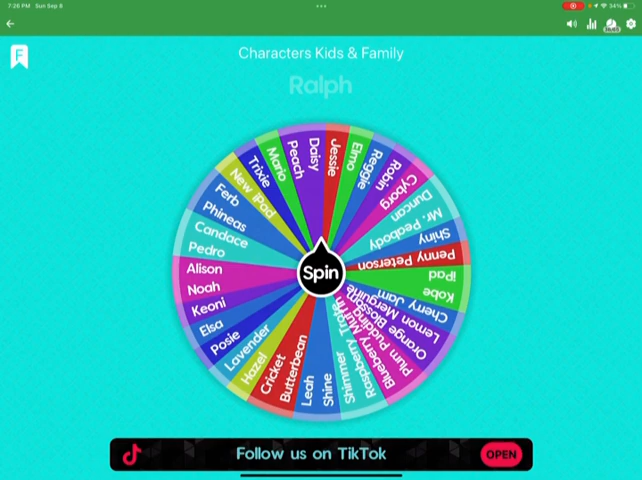 7:26 PM Sun Sep 8
34%
F
Characters Kids & Family
Ralph
Daisy
Jessie
Elmo
Reggie
Robin
Cyborg
Duncan
Mr. Peabody
Shiny
Penny Peterson
iPad
Kobe
Cherry Jam
Lemon Merguine
Orange Blossom
Plum Pudding
Blueberry Muffin
Raspberry Trote
Shimmer
Shine
Leah
Butterbean
Cricket
Hazel
Lavender
Posie
Elsa
Keoni
Noah
Alison
Pedro
Candace
Phineas
Ferb
New iPad
Trixie
Mario
Peach
Spin
Follow us on TikTok
OPEN